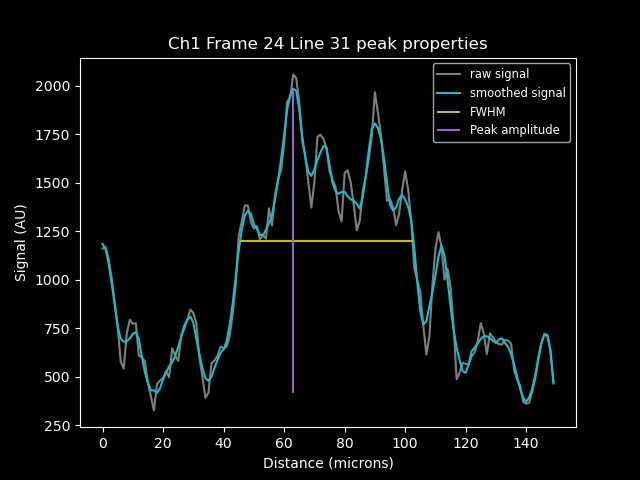 Ch1 Frame 24 Line 31 peak properties
raw signal
smoothed signal
FWHM
Peak amplitude
Signal (AU)
2000
1750
1500
1250
1000
750
500
250
0 20 40 60 80 100 120 140
Distance (microns)